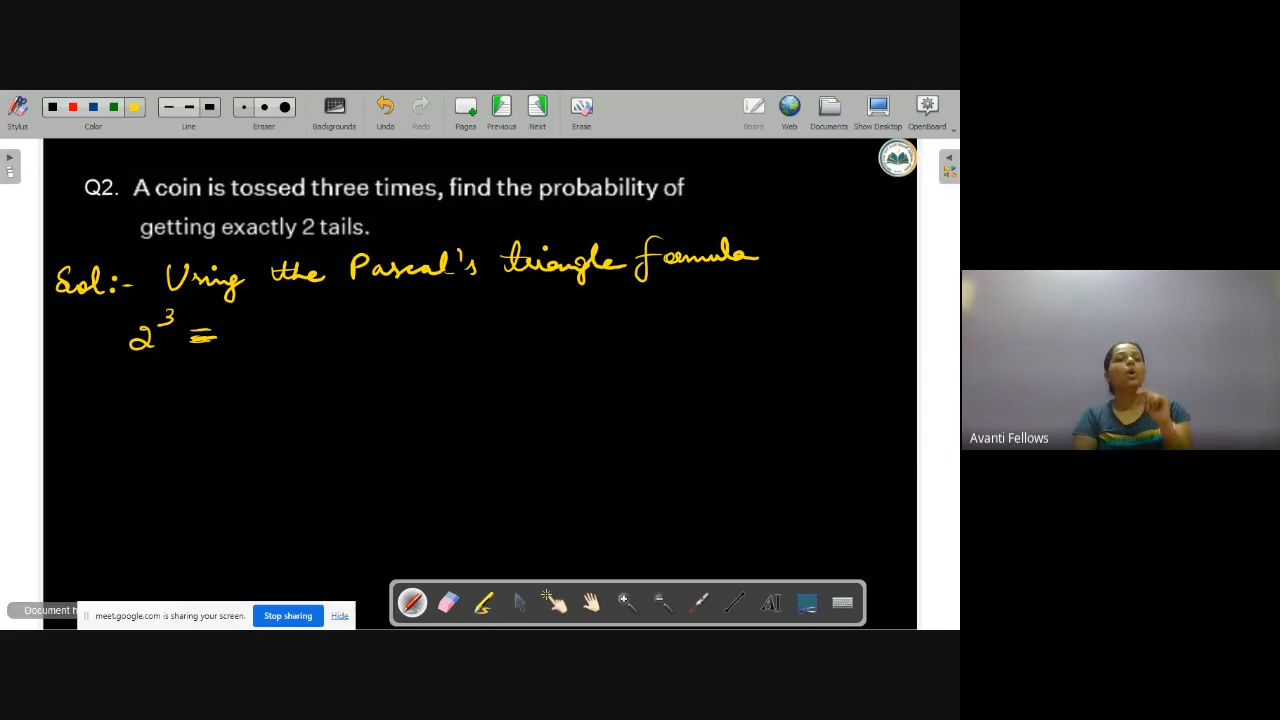 Stylus
Color
Line
Eraser
Backgrounds
Undo
Redo
Pages
Previous
Next
Erase
Board
Web
Documents
Show Desktop
OpenBoard
Q2. A coin is tossed three times, find the probability of
getting exactly 2 tails.
Sol:- Using the Pascal's triangle formula
2³ =
Avanti Fellows
Document h
meet.google.com is sharing your screen.
Stop sharing
Hide
AI